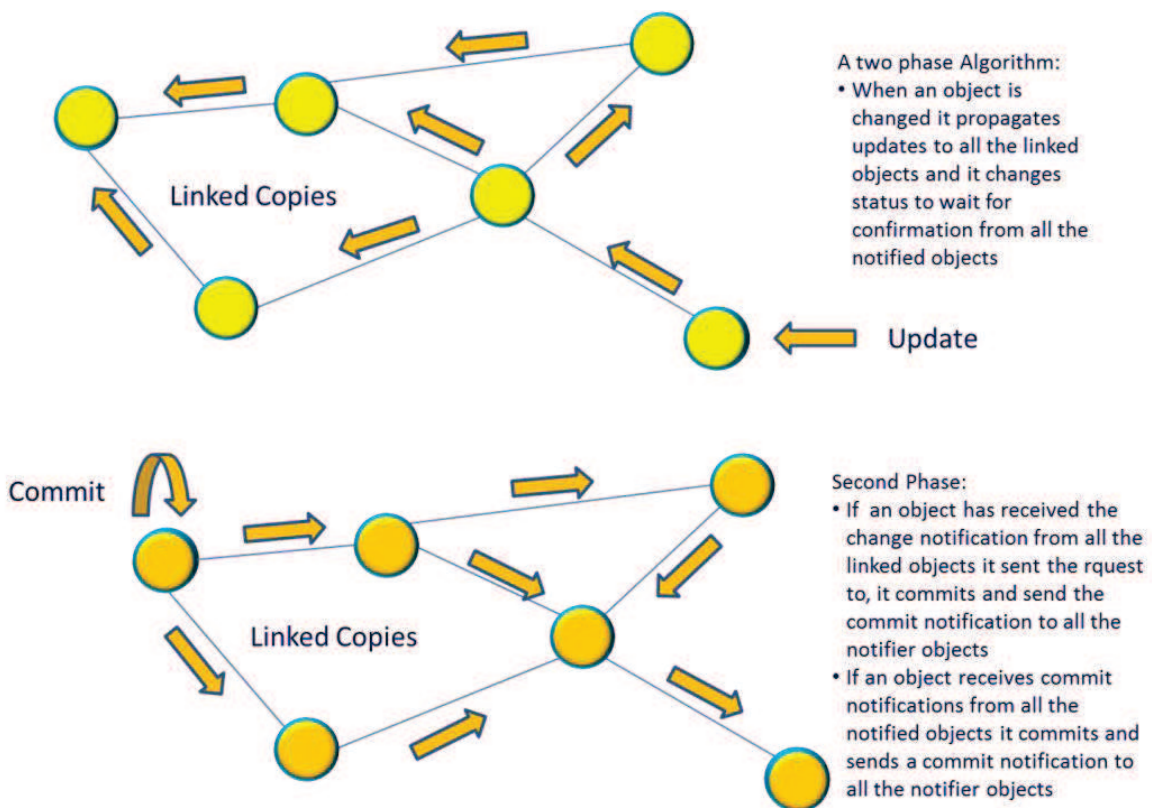 A two phase Algorithm:
• When an object is
changed it propagates
updates to all the linked
objects and it changes
status to wait for
confirmation from all the
notified objects
Linked Copies
Update
Commit
Linked Copies
Second Phase:
• If an object has received the
change notification from all the
linked objects it sent the rquest
to, it commits and send the
commit notification to all the
notifier objects
• If an object receives commit
notifications from all the
notified objects it commits and
sends a commit notification to
all the notifier objects